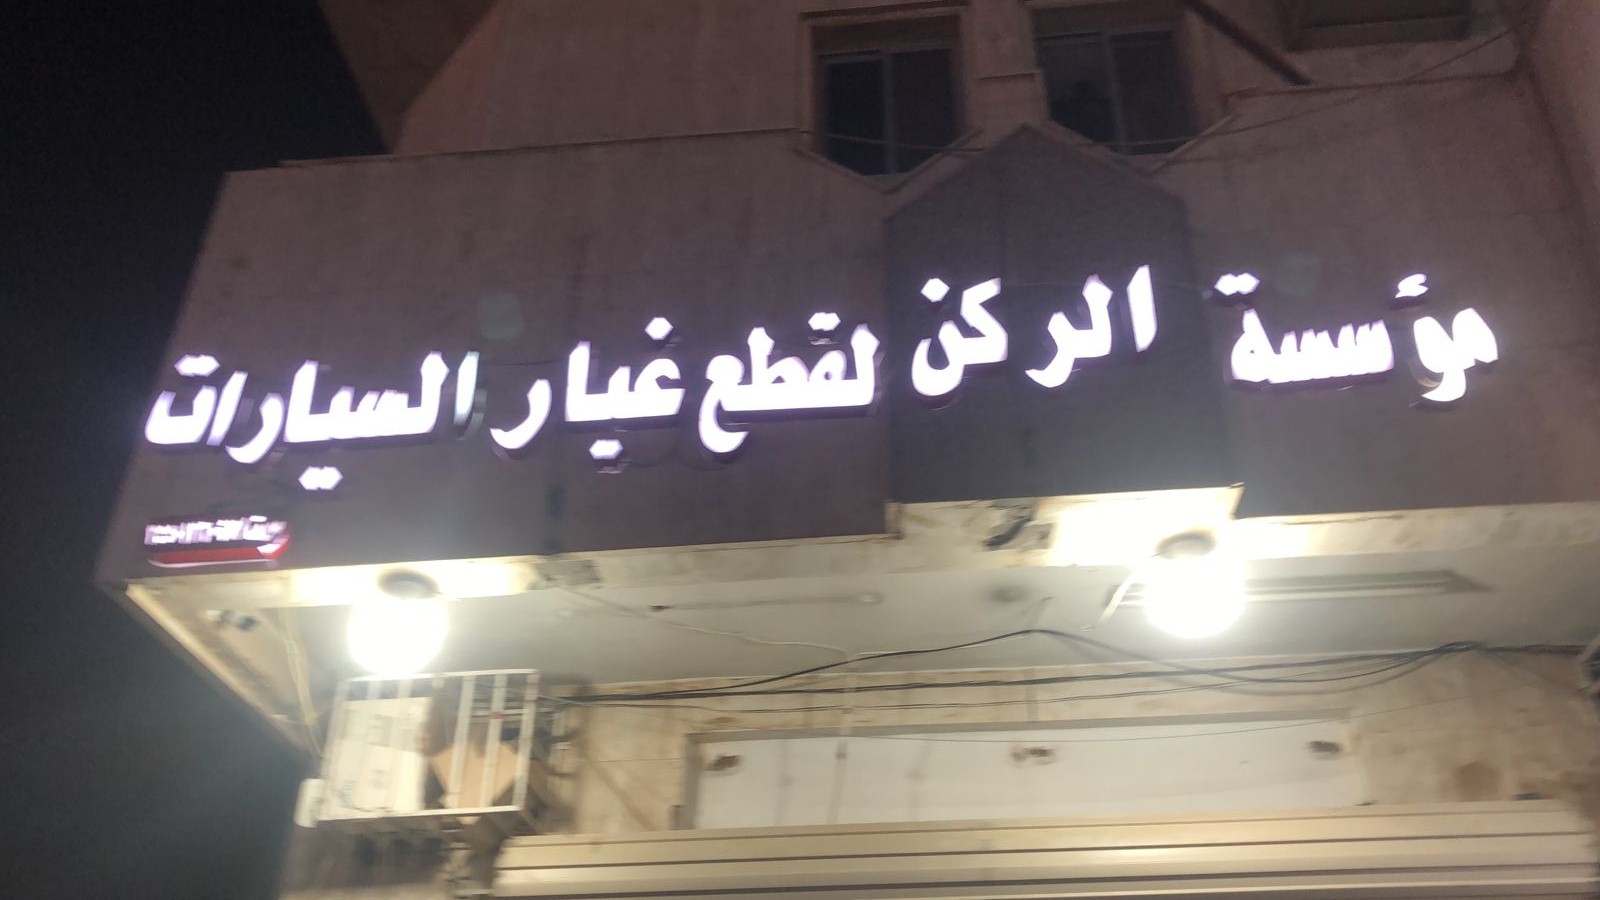 مؤسسة الركن لقطع غيار السيارات